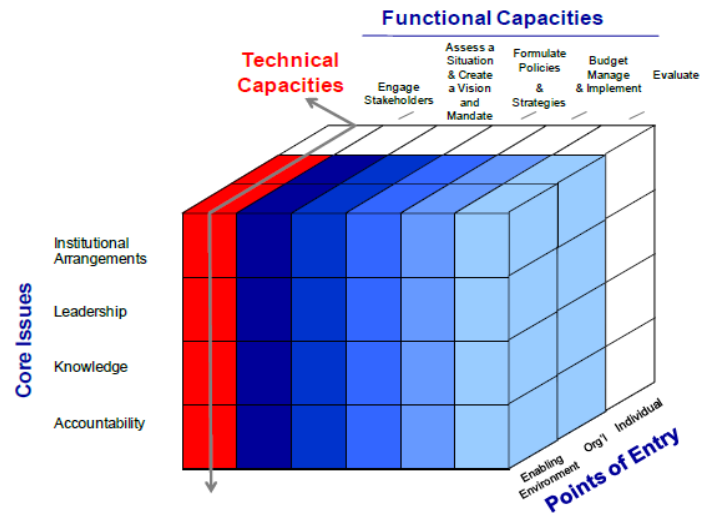 Functional Capacities
Technical
Capacities
Engage
Stakeholders
Assess a
Situation
& Create
a Vision
and
Mandate
Formulate
Policies
&
Strategies
Budget
Manage
& Implement
Evaluate
Core Issues
Institutional
Arrangements
Leadership
Knowledge
Accountability
Enabling
Environment
Org'l
Individual
Points of Entry